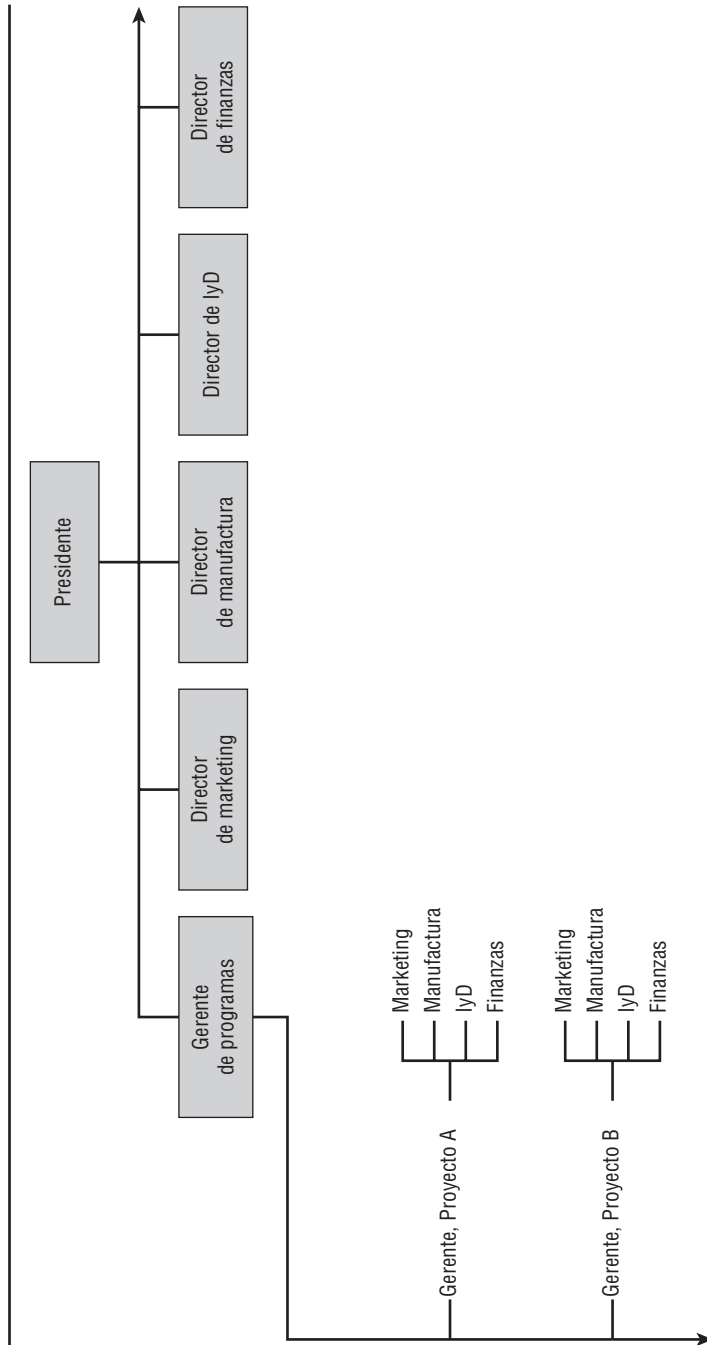 Presidente
Gerente
de programas
Director
de marketing
Director
de manufactura
Director de IyD
Director
de finanzas
Gerente, Proyecto A
Marketing
Manufactura
IyD
Finanzas
Gerente, Proyecto B
Marketing
Manufactura
IyD
Finanzas